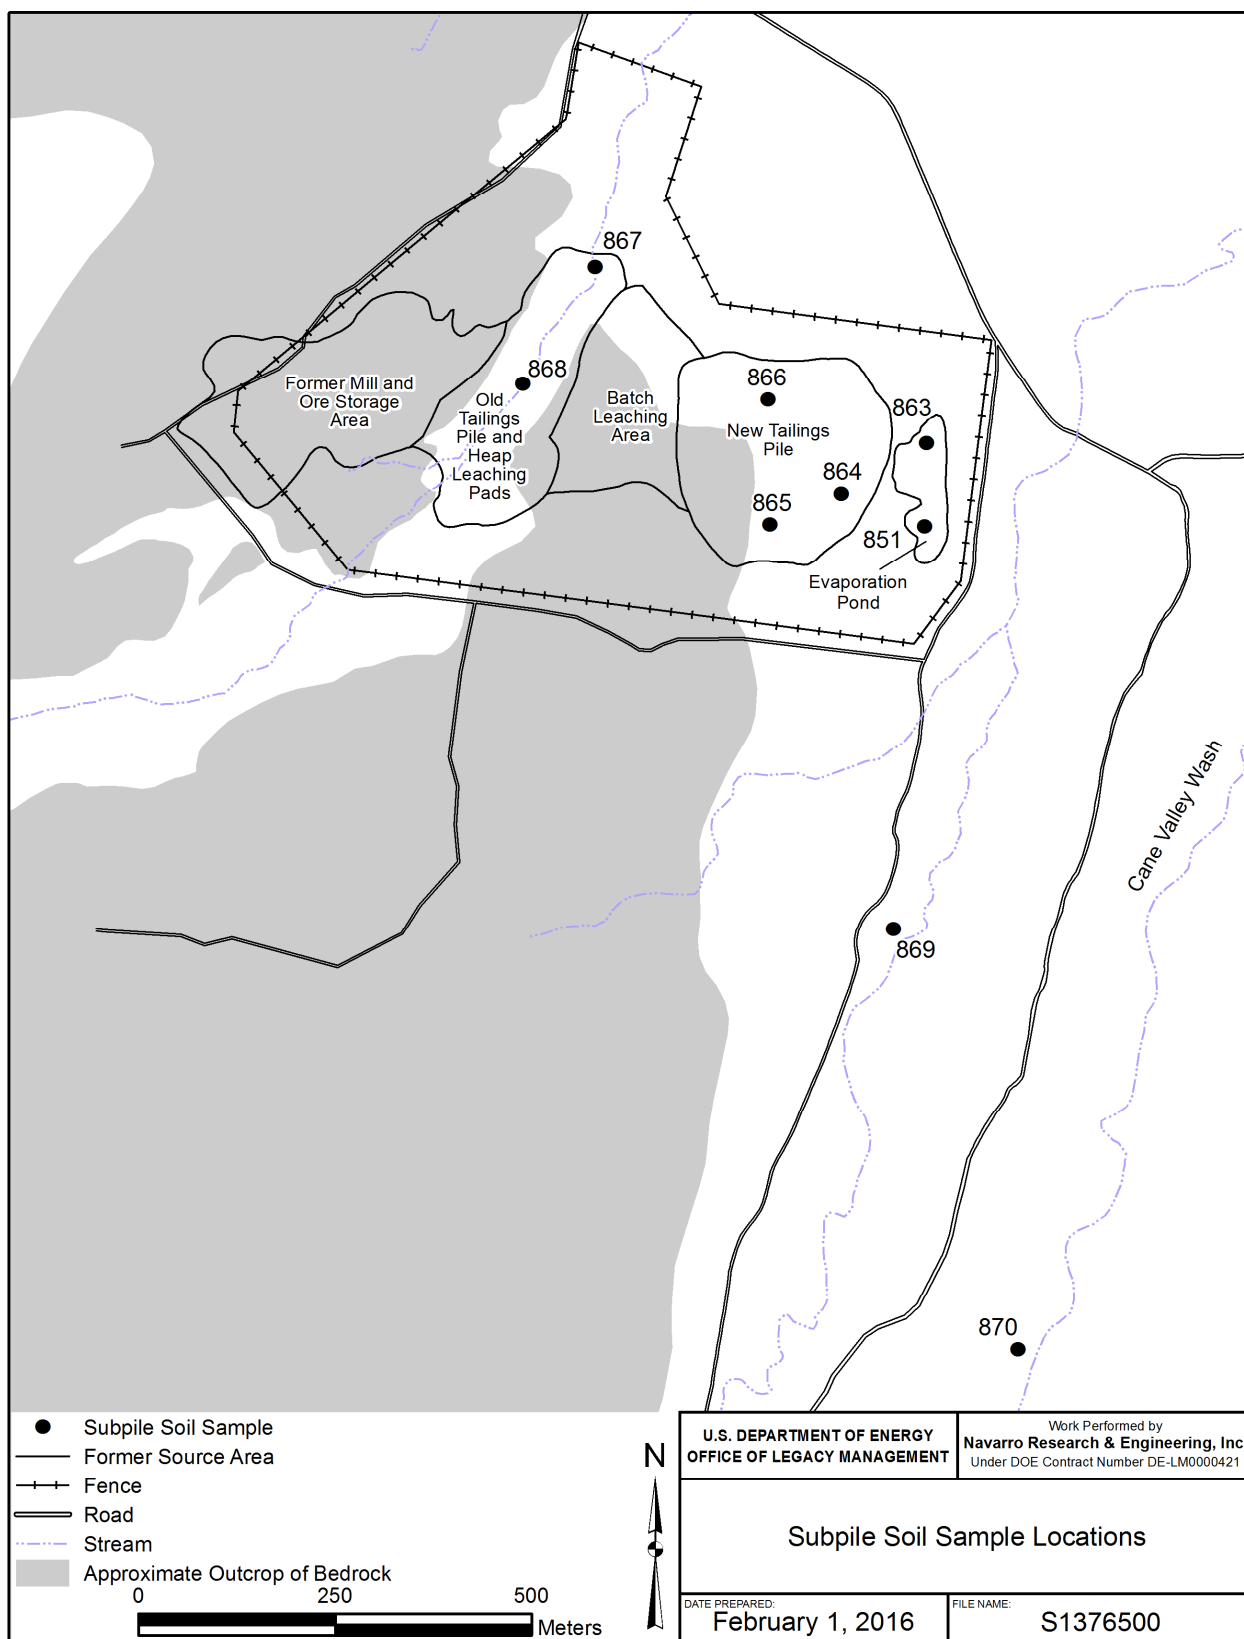 867
868
Former Mill and
Ore Storage
Area
Old
Tailings
Pile and
Heap
Leaching
Pads
Batch
Leaching
Area
866
New Tailings
Pile
863
864
865
851
Evaporation
Pond
Cane Valley Wash
869
870
Subpile Soil Sample
Former Source Area
Fence
Road
Stream
Approximate Outcrop of Bedrock
0 250 500
Meters
N
U.S. DEPARTMENT OF ENERGY
OFFICE OF LEGACY MANAGEMENT
Work Performed by
Navarro Research & Engineering, Inc
Under DOE Contract Number DE-LM0000421
Subpile Soil Sample Locations
DATE PREPARED:
February 1, 2016
FILE NAME:
S1376500